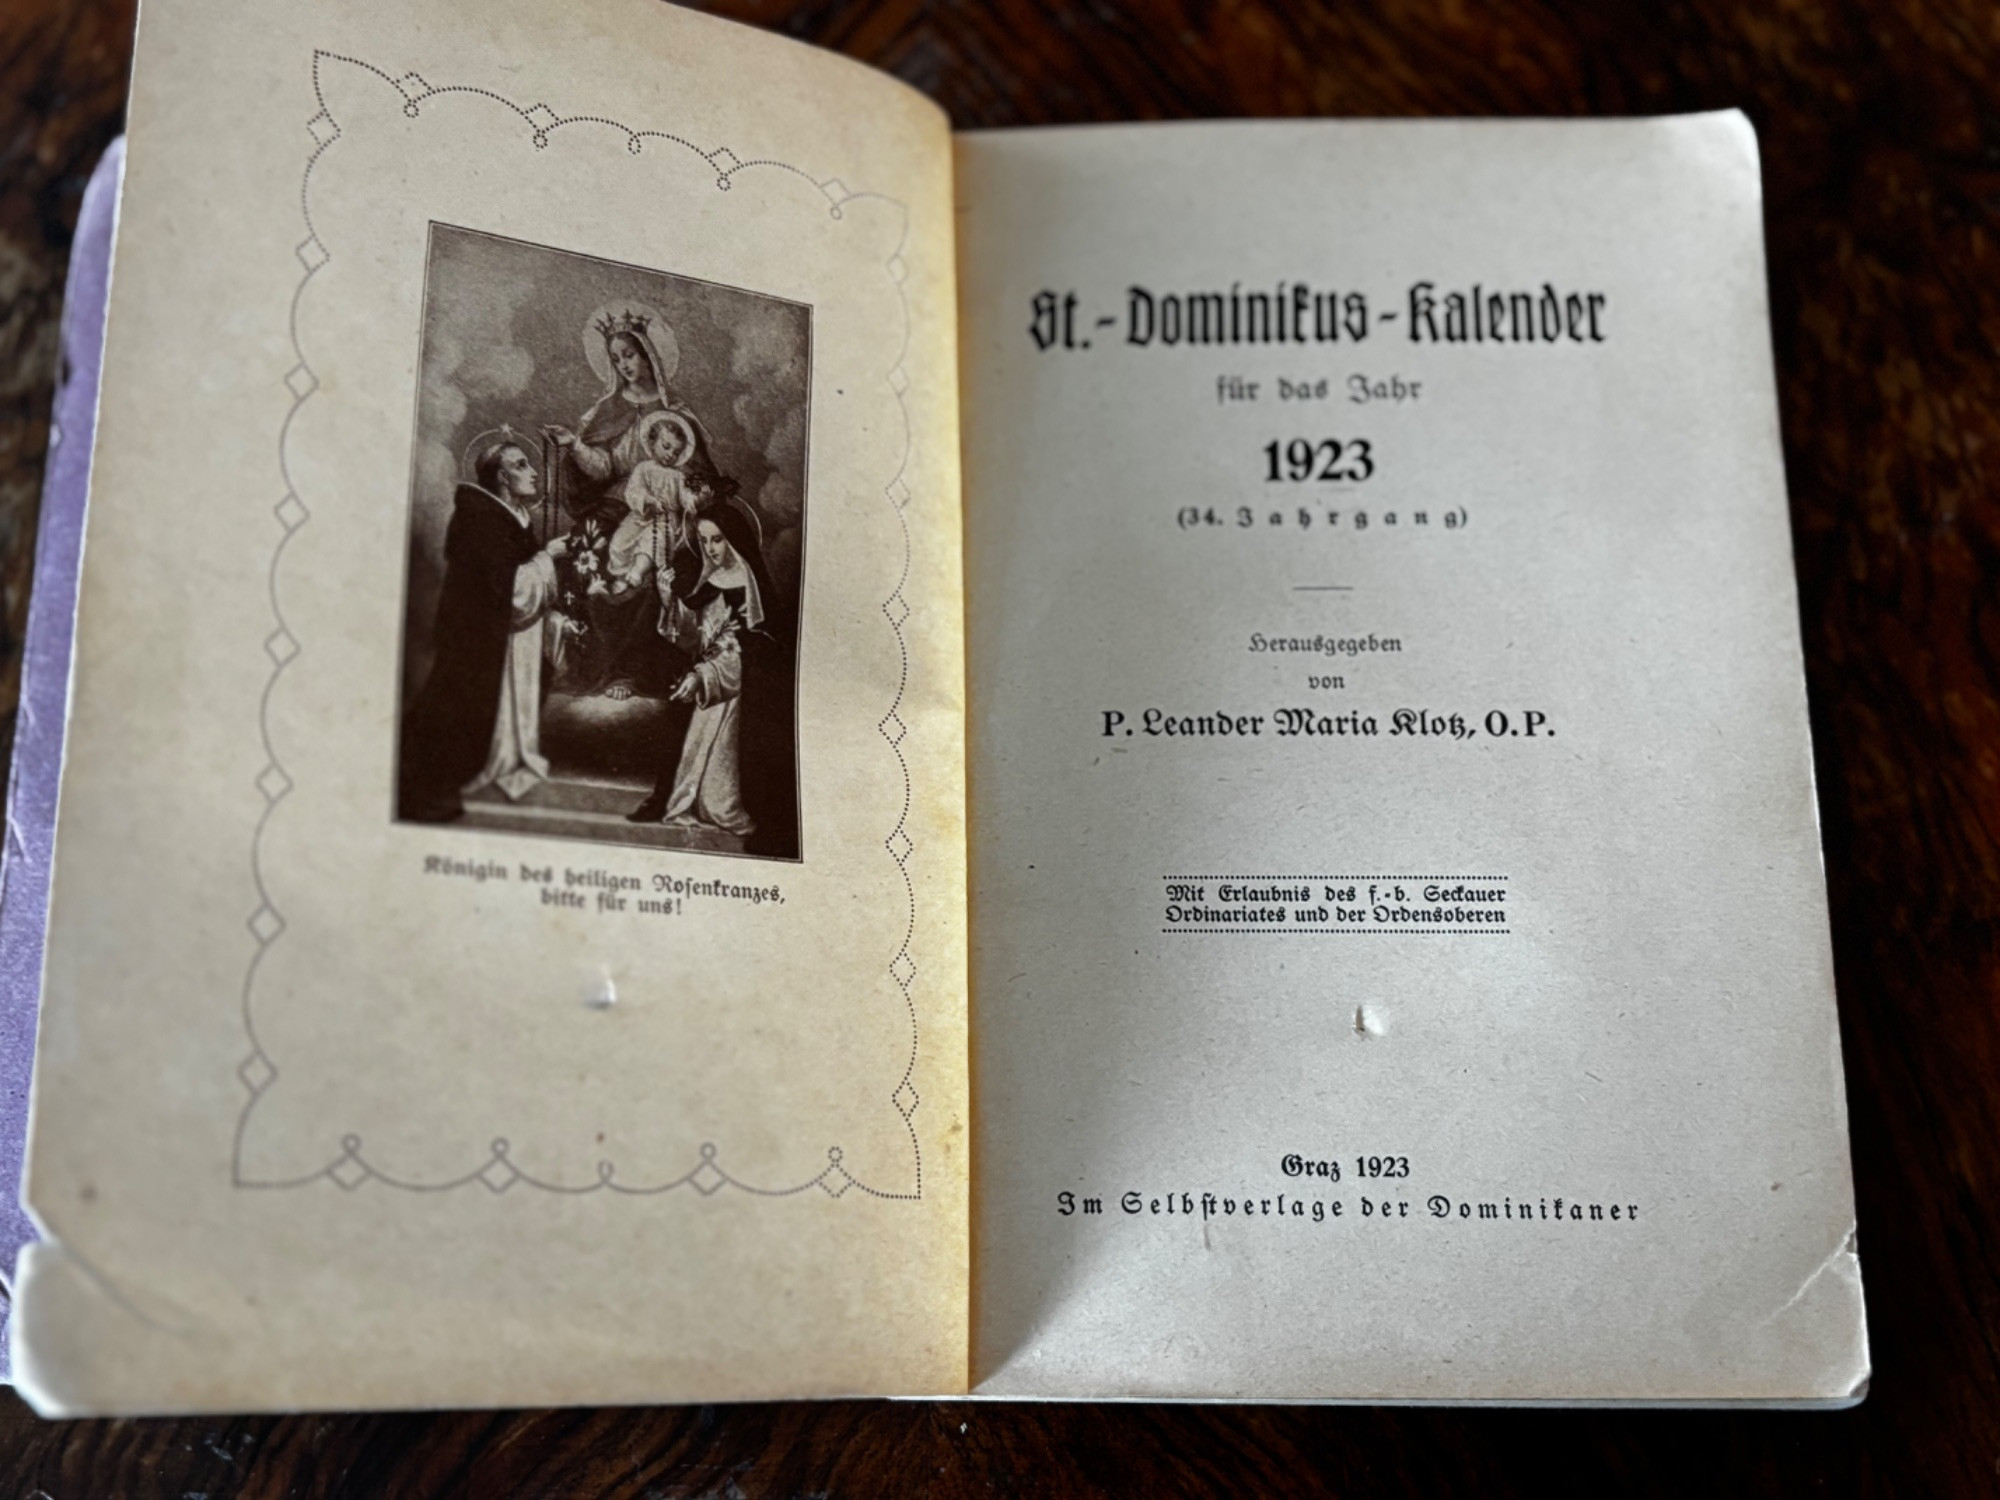 Königin des heiligen Rosenkranzes,
bitte für uns!
St.-Dominikus-Kalender
für das Jahr
1923
(34. Jahrgang)
Herausgegeben
von
P. Leander Maria Klotz, O.P.
Mit Erlaubnis des f.-b. Seckauer
Ordinariates und der Ordensoberen
Graz 1923
Im Selbstverlage der Dominikaner